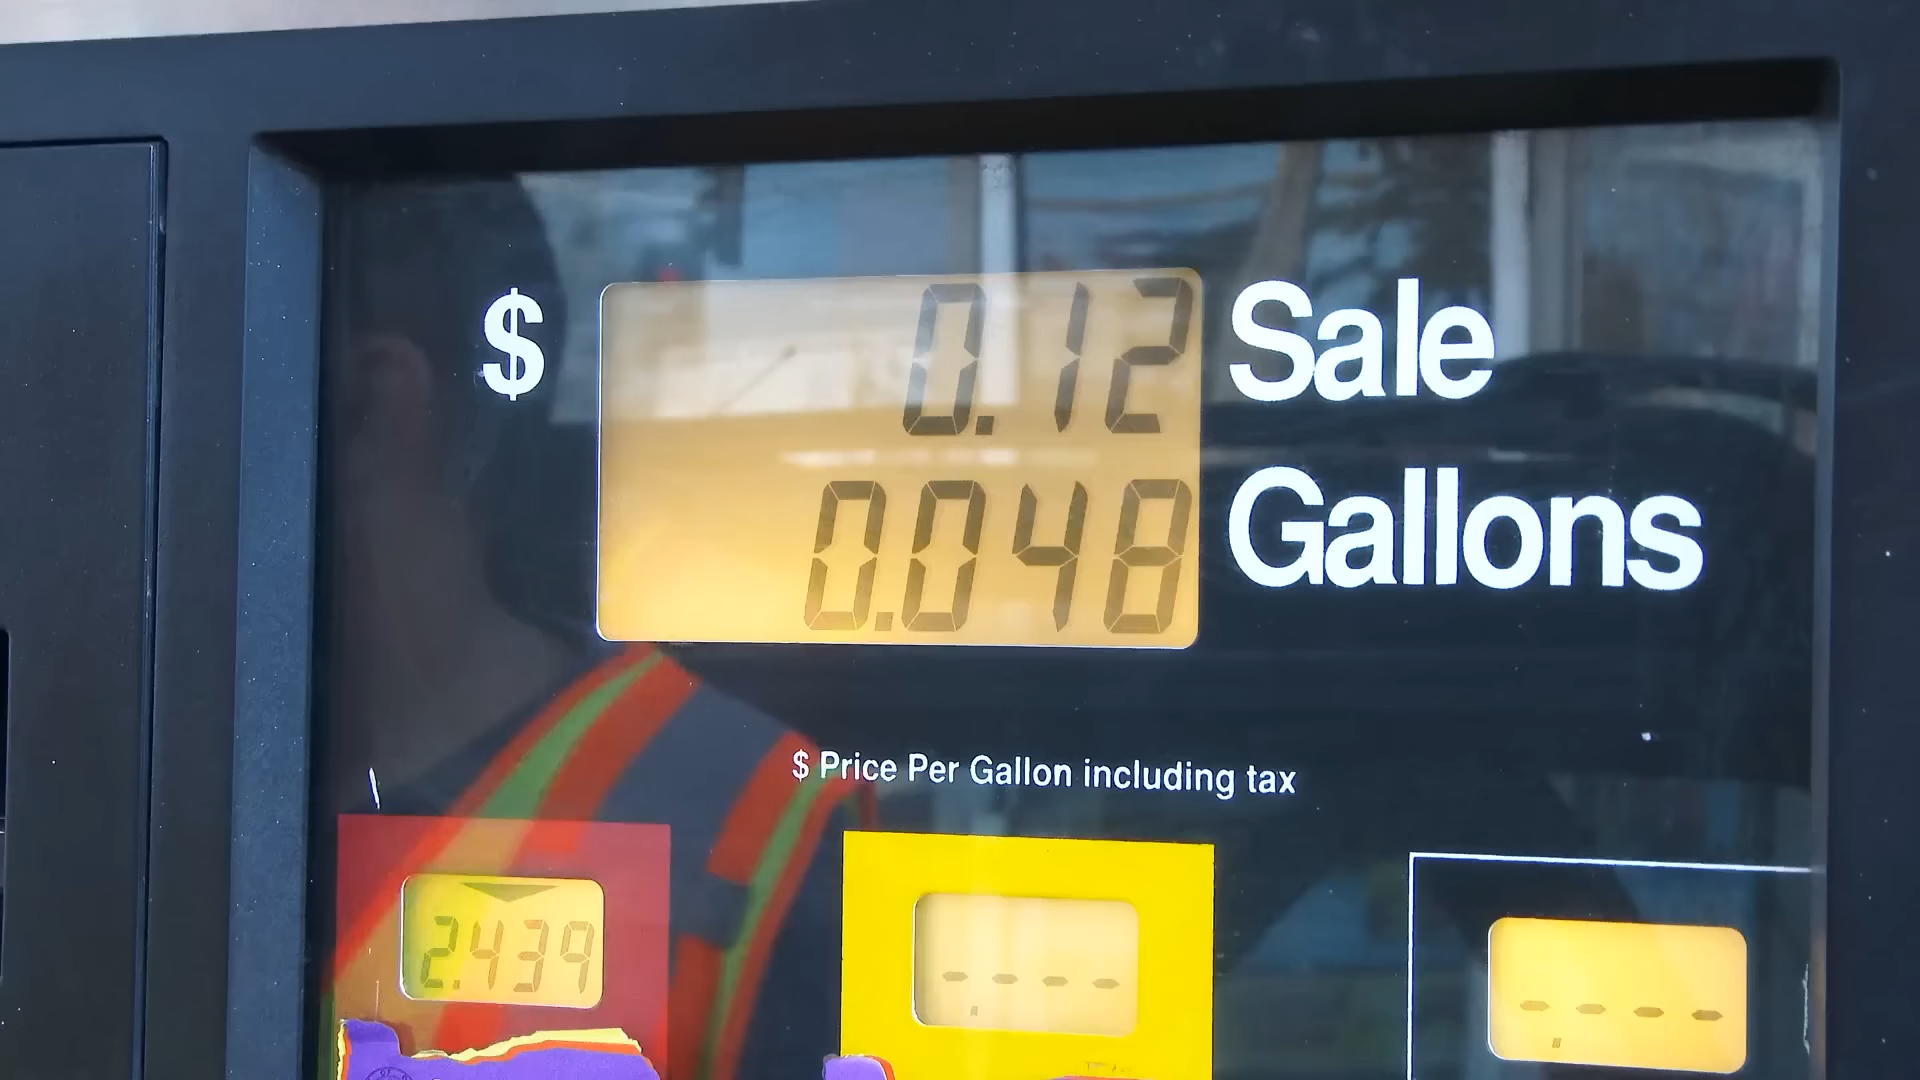 $ 0.12 Sale
0.048 Gallons
$ Price Per Gallon including tax
2.439
-.- - -
-.- - -